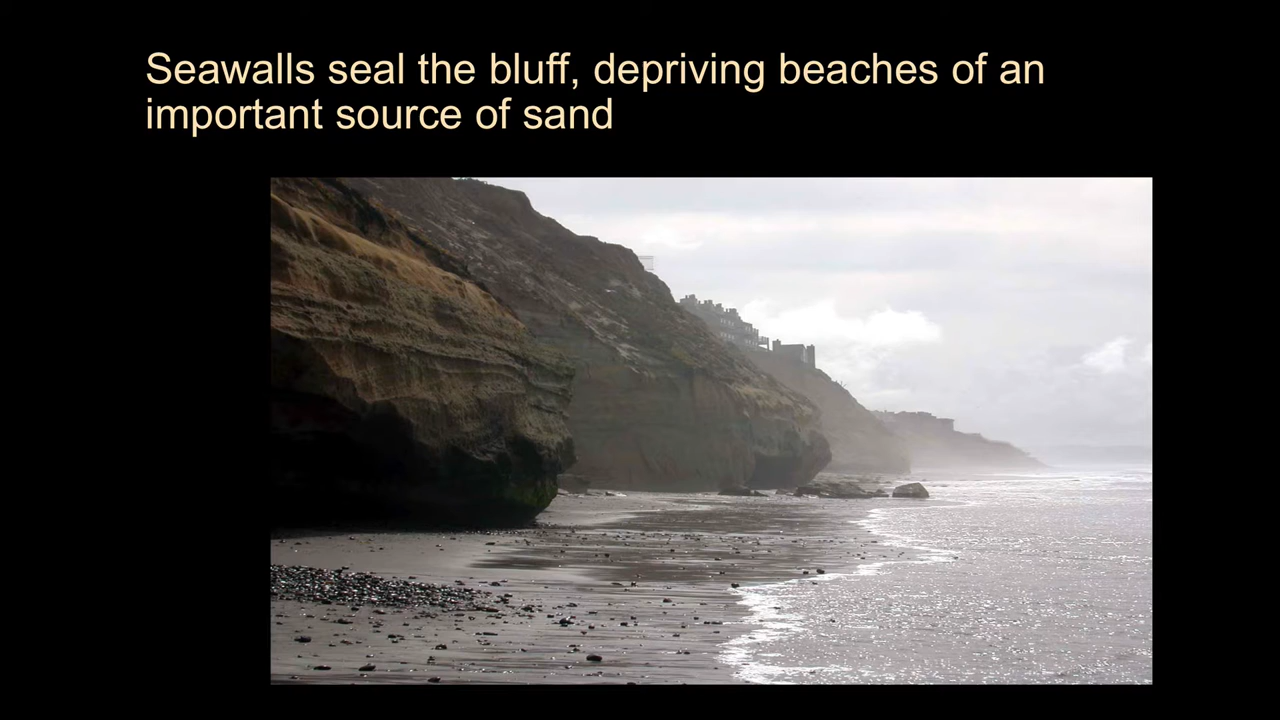 Seawalls seal the bluff, depriving beaches of an
important source of sand